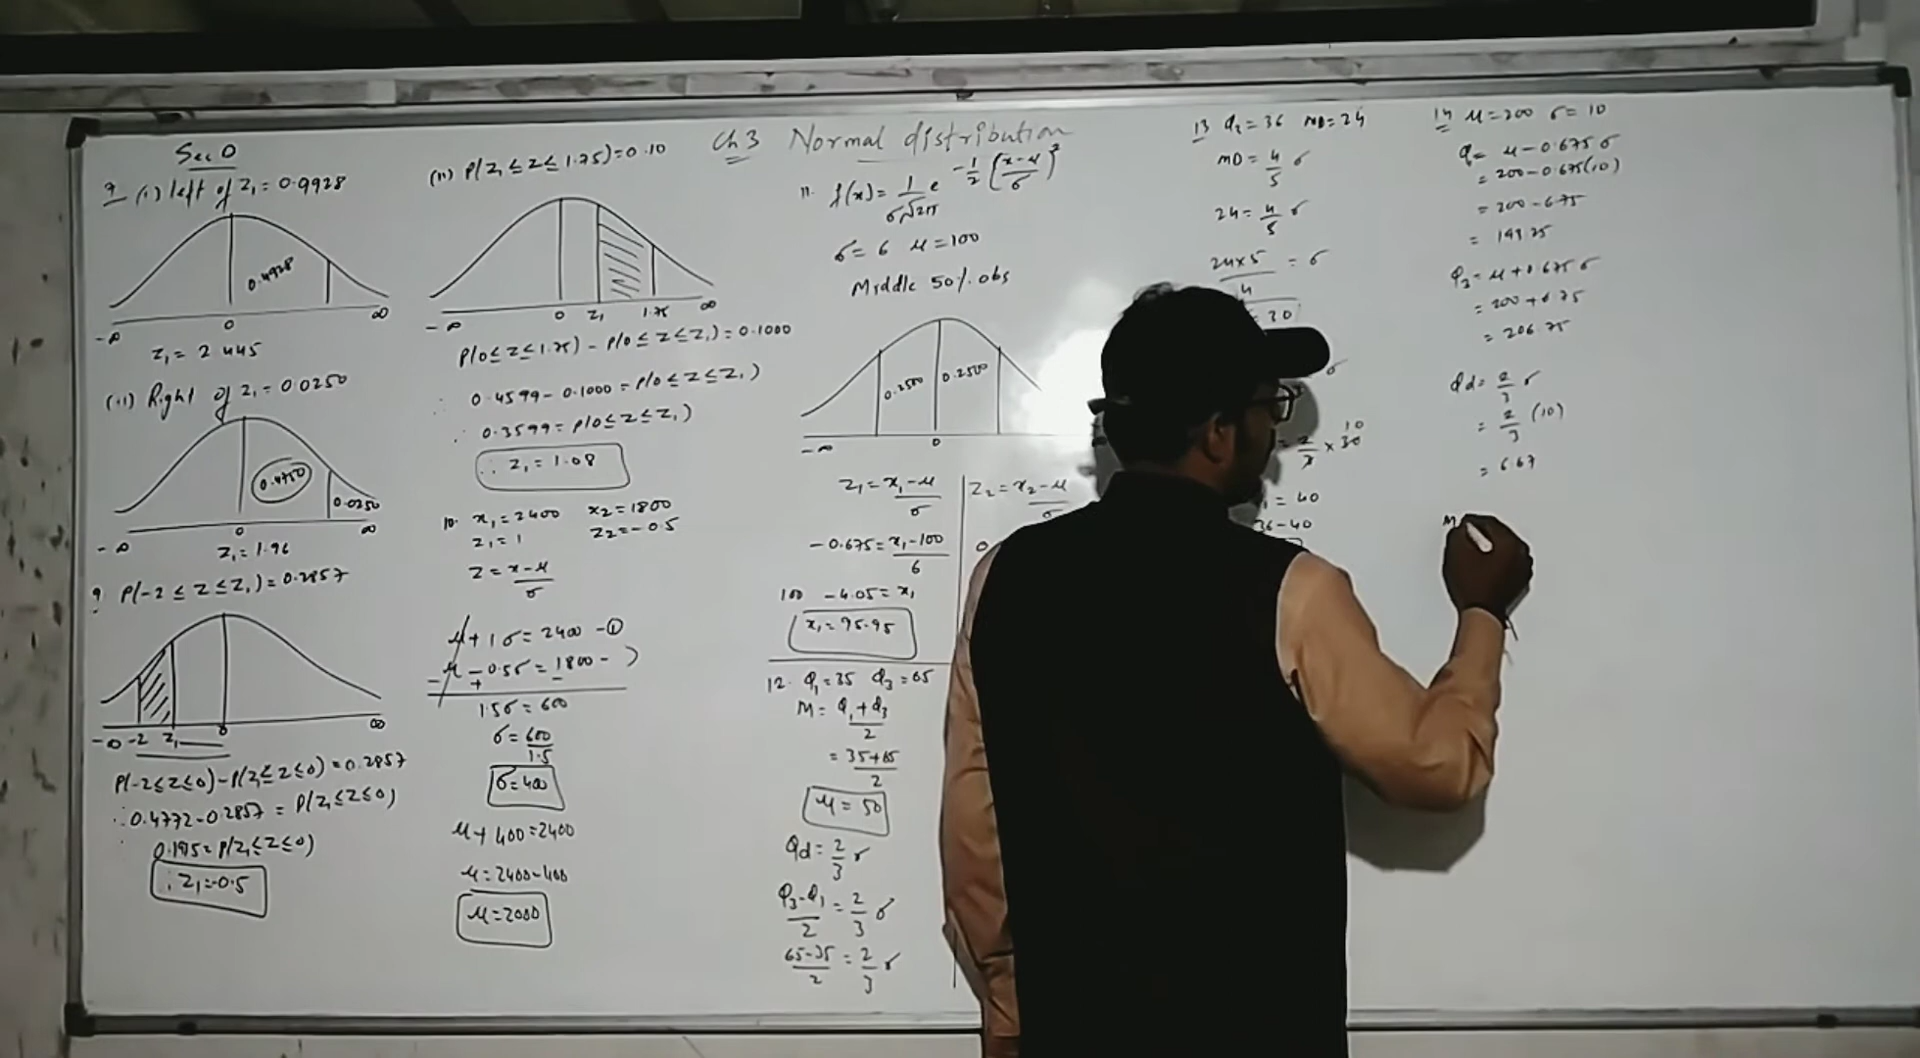 Ch 3 Normal distribution
Sec D
9 (i) left of Z₁ = 0.9928
0.4928
-∞ 0 ∞
Z₁ = 2.445
(ii) Right of Z₁ = 0.0250
0.4750
0.0250
-∞ 0 ∞
Z₁ = 1.96
9 P(-2 ≤ Z ≤ Z₁) = 0.2857
-∞ -2 Z₁ 0 ∞
P(-2 ≤ Z ≤ 0) - P(Z₁ ≤ Z ≤ 0) = 0.2857
∴ 0.4772 - 0.2857 = P(Z₁ ≤ Z ≤ 0)
0.1915 = P(Z₁ ≤ Z ≤ 0)
∴ Z₁ = -0.5
(ii) P(Z₁ ≤ Z ≤ 1.75) = 0.10
-∞ 0 Z₁ 1.75 ∞
P(0 ≤ Z ≤ 1.75) - P(0 ≤ Z ≤ Z₁) = 0.1000
∴ 0.4599 - 0.1000 = P(0 ≤ Z ≤ Z₁)
∴ 0.3599 = P(0 ≤ Z ≤ Z₁)
∴ Z₁ = 1.08
10. x₁ = 2400 x₂ = 1800
Z₁ = 1 Z₂ = -0.5
Z = x-μ/σ
μ + 1σ = 2400 - ①
μ - 0.5σ = 1800 -
1.5σ = 600
σ = 600/1.5
σ = 400
μ + 400 = 2400
μ = 2400 - 400
μ = 2000
11. f(x) = 1/σ√2π e -1/2 (x-μ/σ)²
σ = 6 μ = 100
Middle 50% obs
0.2500 0.2500
-∞ 0
Z₁ = x₁-μ/σ
-0.675 = x₁-100/6
100 - 4.05 = x₁
x₁ = 95.95
Z₂ = x₂-μ/σ
12. Q₁ = 35 Q₃ = 65
M = Q₁+Q₃/2
= 35+65/2
μ = 50
Qd = 2/3 σ
Q₃-Q₁/2 = 2/3 σ
65-35/2 = 2/3 σ
13 Q₃ = 36 MD = 24
MD = 4/5 σ
24 = 4/5 σ
24×5/4 = σ
= 30
σ
= 2/3 × 30 10
= 40
36-40
14 μ = 200 σ = 10
Q₁ = μ - 0.675 σ
= 200 - 0.675(10)
= 200 - 6.75
= 193.25
Q₃ = μ + 0.675 σ
= 200 + 6.75
= 206.75
Qd = 2/3 σ
= 2/3 (10)
= 6.67
M